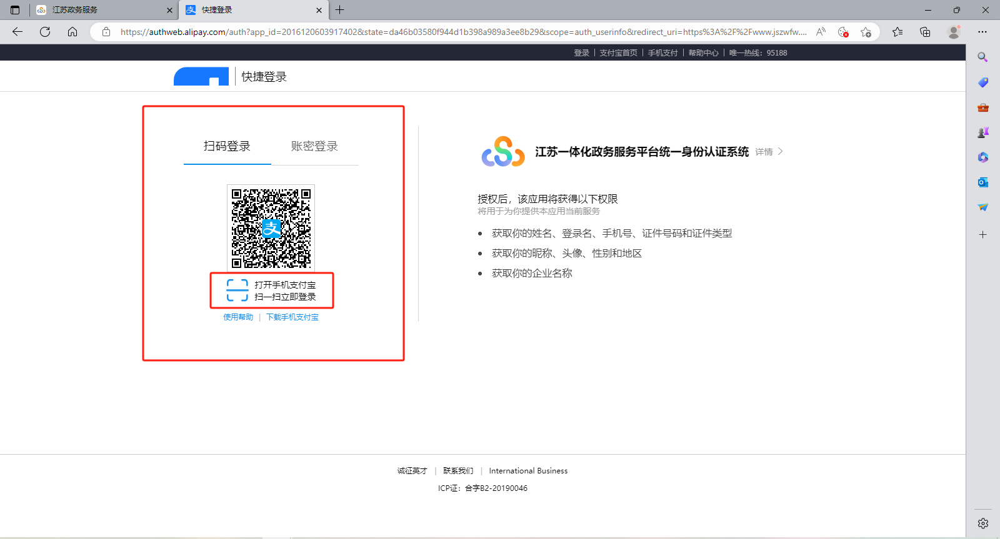 江苏政务服务
快捷登录
https://authweb.alipay.com/auth?app_id=2016120603917402&state=da46b03580f944d1b398a989a3ee8b29&scope=auth_userinfo&redirect_uri=https%3A%2F%2Fwww.jszwfw....
登录 | 支付宝首页 | 手机支付 | 帮助中心 | 唯一热线：95188
快捷登录
扫码登录 账密登录
支
打开手机支付宝
扫一扫立即登录
使用帮助 | 下载手机支付宝
江苏一体化政务服务平台统一身份认证系统 详情
授权后，该应用将获得以下权限
将用于为你提供本应用当前服务
获取你的姓名、登录名、手机号、证件号码和证件类型
获取你的昵称、头像、性别和地区
获取你的企业名称
诚征英才 | 联系我们 | International Business
ICP证：合字B2-20190046